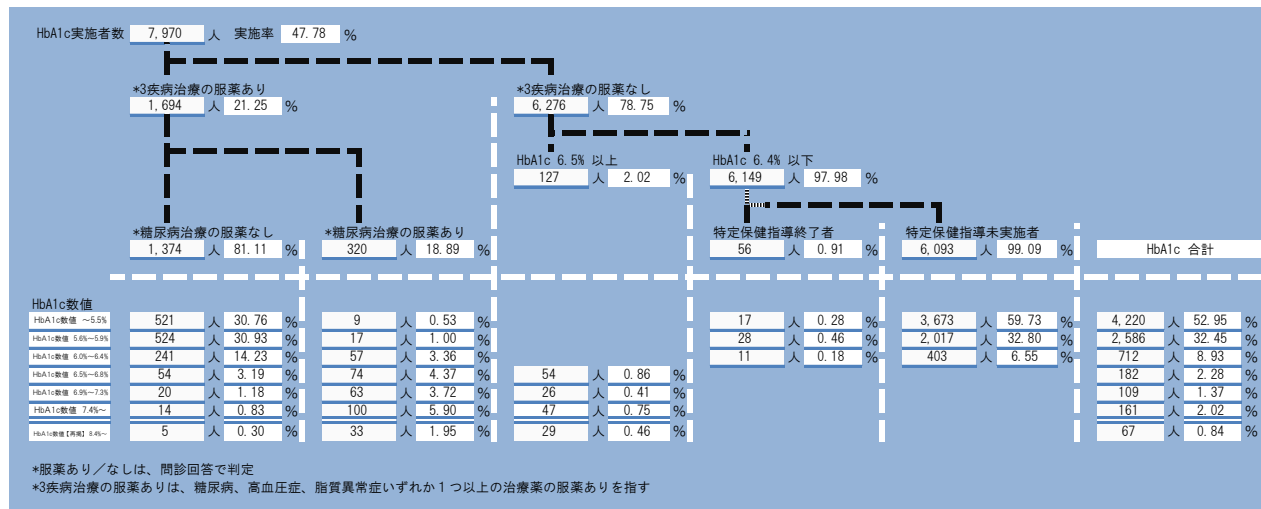 HbA1c実施者数 7,970 人 実施率 47.78 %
*3疾病治療の服薬あり *3疾病治療の服薬なし
1,694 人 21.25 % 6,276 人 78.75 %
HbA1c 6.5% 以上 HbA1c 6.4% 以下
127 人 2.02 % 6,149 人 97.98 %
*糖尿病治療の服薬なし *糖尿病治療の服薬あり 特定保健指導終了者 特定保健指導未実施者
1,374 人 81.11 % 320 人 18.89 % 56 人 0.91 % 6,093 人 99.09 % HbA1c 合計
HbA1c数値
HbA1c数値 ～5.5% 521 人 30.76 % 9 人 0.53 % 17 人 0.28 % 3,673 人 59.73 % 4,220 人 52.95 %
HbA1c数値 5.6%～5.9% 524 人 30.93 % 17 人 1.00 % 28 人 0.46 % 2,017 人 32.80 % 2,586 人 32.45 %
HbA1c数値 6.0%～6.4% 241 人 14.23 % 57 人 3.36 % 11 人 0.18 % 403 人 6.55 % 712 人 8.93 %
HbA1c数値 6.5%～6.8% 54 人 3.19 % 74 人 4.37 % 54 人 0.86 % 182 人 2.28 %
HbA1c数値 6.9%～7.3% 20 人 1.18 % 63 人 3.72 % 26 人 0.41 % 109 人 1.37 %
HbA1c数値 7.4%～ 14 人 0.83 % 100 人 5.90 % 47 人 0.75 % 161 人 2.02 %
HbA1c数値【再掲】8.4%～ 5 人 0.30 % 33 人 1.95 % 29 人 0.46 % 67 人 0.84 %
*服薬あり／なしは、問診回答で判定
*3疾病治療の服薬ありは、糖尿病、高血圧症、脂質異常症いずれか１つ以上の治療薬の服薬ありを指す